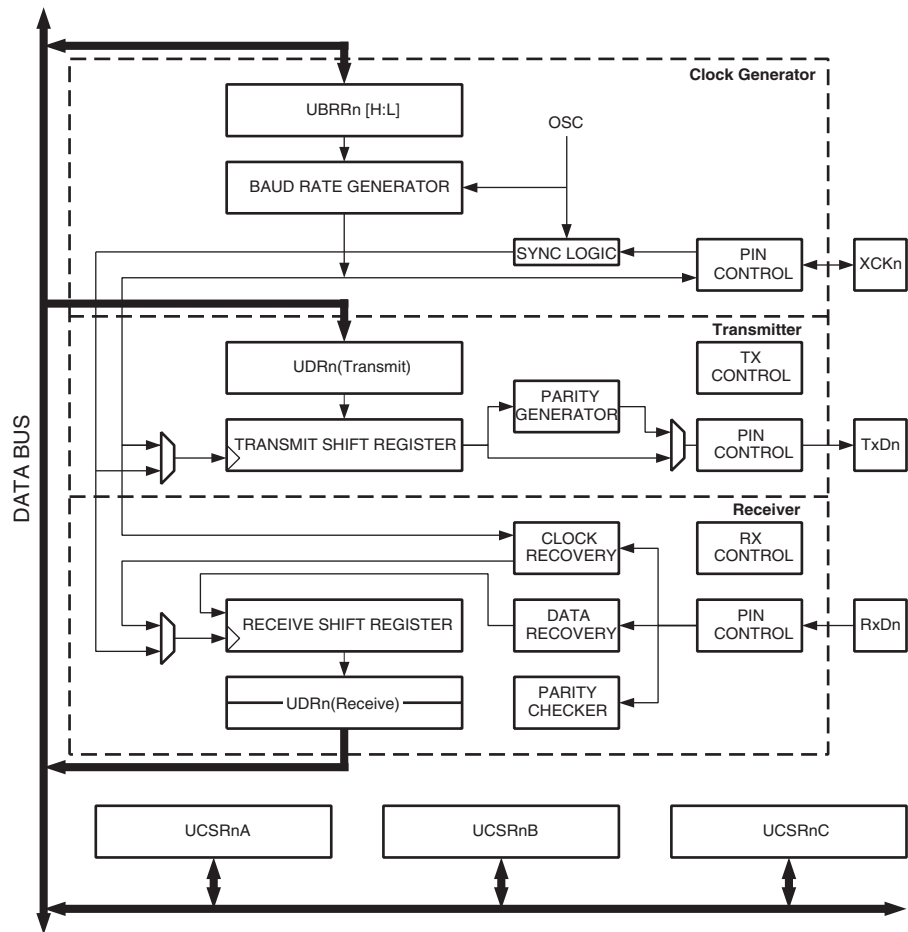 DATA BUS
Clock Generator
UBRRn [H:L]
OSC
BAUD RATE GENERATOR
SYNC LOGIC
PIN
CONTROL
XCKn
Transmitter
UDRn(Transmit)
TX
CONTROL
PARITY
GENERATOR
TRANSMIT SHIFT REGISTER
PIN
CONTROL
TxDn
Receiver
CLOCK
RECOVERY
RX
CONTROL
RECEIVE SHIFT REGISTER
DATA
RECOVERY
PIN
CONTROL
RxDn
UDRn(Receive)
PARITY
CHECKER
UCSRnA
UCSRnB
UCSRnC